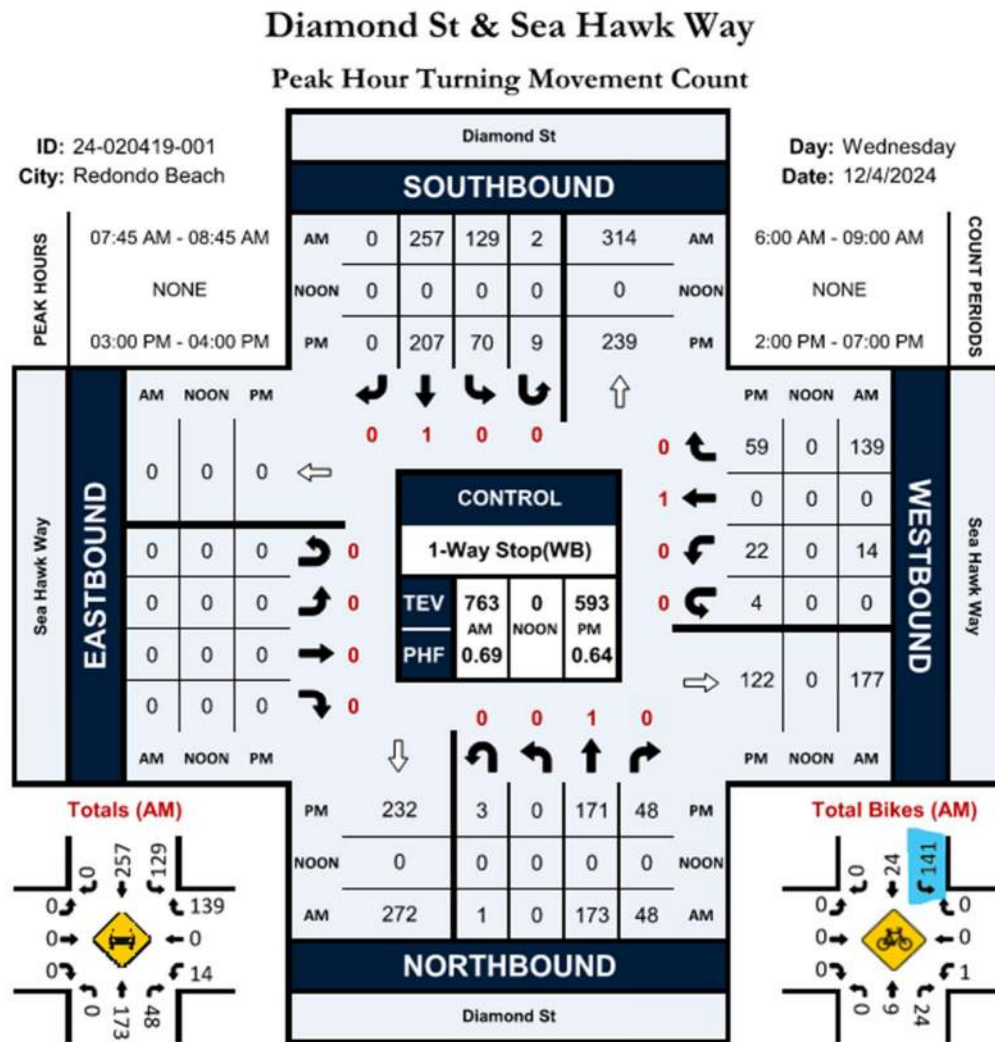 Diamond St & Sea Hawk Way
Peak Hour Turning Movement Count
ID: 24-020419-001
City: Redondo Beach
Day: Wednesday
Date: 12/4/2024
Diamond St
SOUTHBOUND
PEAK HOURS
07:45 AM - 08:45 AM
NONE
03:00 PM - 04:00 PM
AM 0 257 129 2 314 AM
NOON 0 0 0 0 0 NOON
PM 0 207 70 9 239 PM
6:00 AM - 09:00 AM
NONE
2:00 PM - 07:00 PM
COUNT PERIODS
0 1 0 0
Sea Hawk Way
EASTBOUND
AM NOON PM
0 0 0
0 0 0 0
0 0 0 0
0 0 0 0
0 0 0 0
AM NOON PM
CONTROL
1-Way Stop(WB)
TEV 763 0 593
AM NOON PM
PHF 0.69 0.64
PM NOON AM
0 59 0 139
1 0 0 0
0 22 0 14
0 4 0 0
122 0 177
PM NOON AM
WESTBOUND
Sea Hawk Way
0 0 1 0
PM 232 3 0 171 48 PM
NOON 0 0 0 0 0 NOON
AM 272 1 0 173 48 AM
NORTHBOUND
Diamond St
Totals (AM)
0 257 129
0 139
0 0
0 14
0 173 48
Total Bikes (AM)
0 24 141
0 0
0 0
0 1
0 9 24